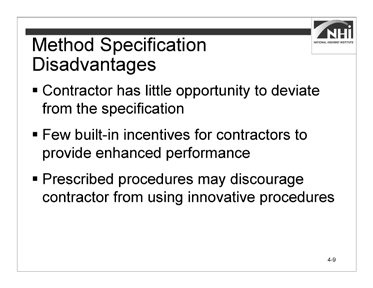 NHI
NATIONAL HIGHWAY INSTITUTE
Method Specification
Disadvantages
▪ Contractor has little opportunity to deviate
from the specification
▪ Few built-in incentives for contractors to
provide enhanced performance
▪ Prescribed procedures may discourage
contractor from using innovative procedures
4-9